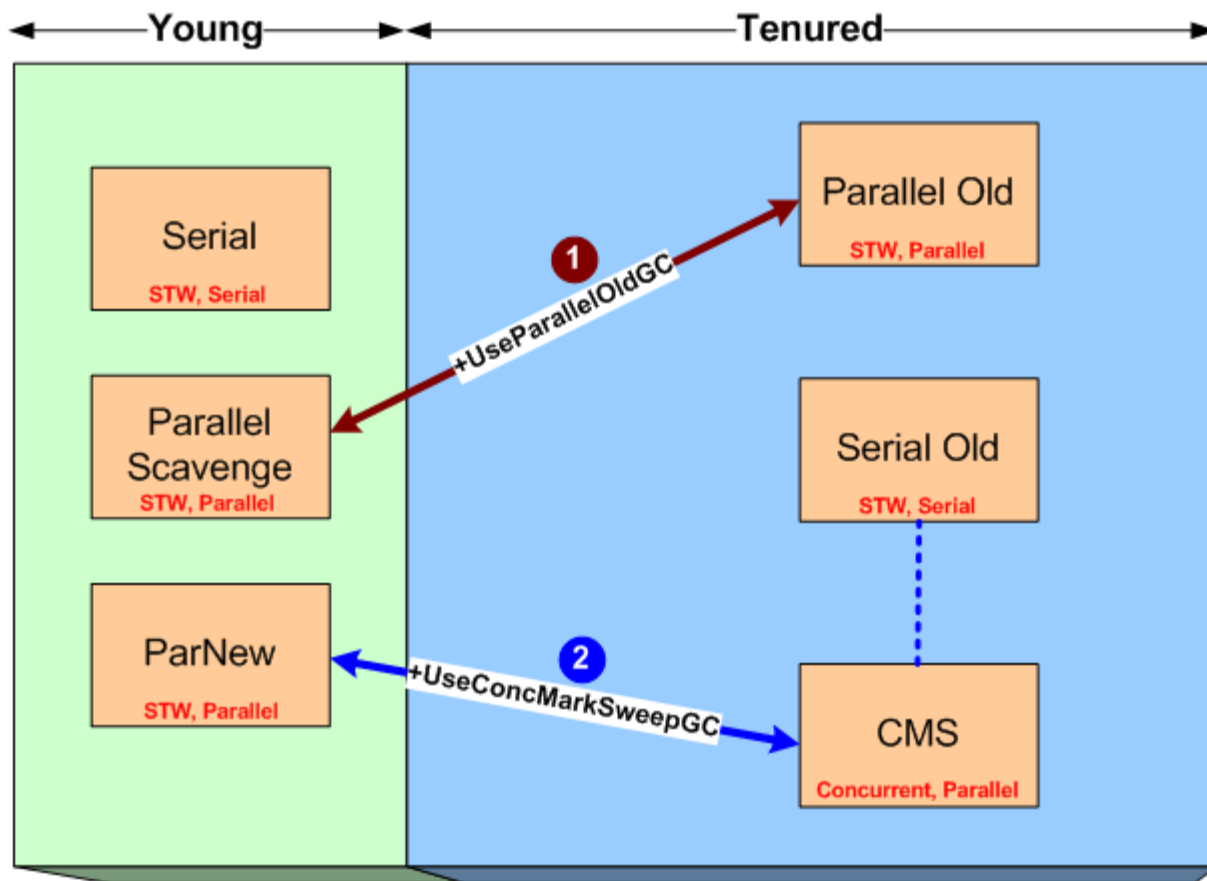 Young
Tenured
Serial
STW, Serial
Parallel
Scavenge
STW, Parallel
ParNew
STW, Parallel
1
+UseParallelOldGC
2
+UseConcMarkSweepGC
Parallel Old
STW, Parallel
Serial Old
STW, Serial
CMS
Concurrent, Parallel